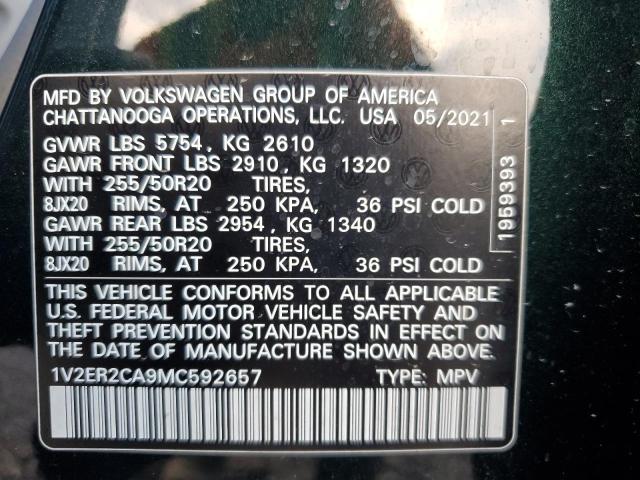 MFD BY VOLKSWAGEN GROUP OF AMERICA
CHATTANOOGA OPERATIONS, LLC. USA 05/2021
GVWR LBS 5754, KG 2610
GAWR FRONT LBS 2910, KG 1320
WITH 255/50R20 TIRES,
8JX20 RIMS, AT 250 KPA, 36 PSI COLD
GAWR REAR LBS 2954, KG 1340
WITH 255/50R20 TIRES,
8JX20 RIMS, AT 250 KPA, 36 PSI COLD
THIS VEHICLE CONFORMS TO ALL APPLICABLE
U.S. FEDERAL MOTOR VEHICLE SAFETY AND
THEFT PREVENTION STANDARDS IN EFFECT ON
THE DATE OF MANUFACTURE SHOWN ABOVE.
1V2ER2CA9MC592657 TYPE: MPV
1959393 1